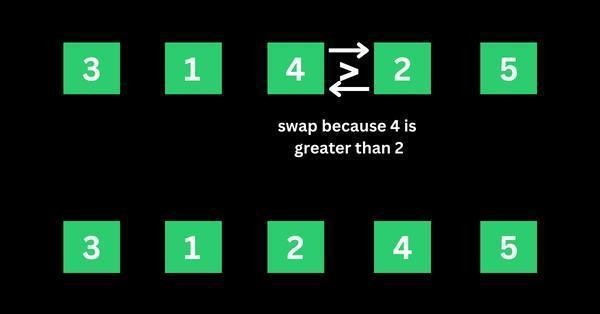 3 1 4 > 2 5
swap because 4 is
greater than 2
3 1 2 4 5